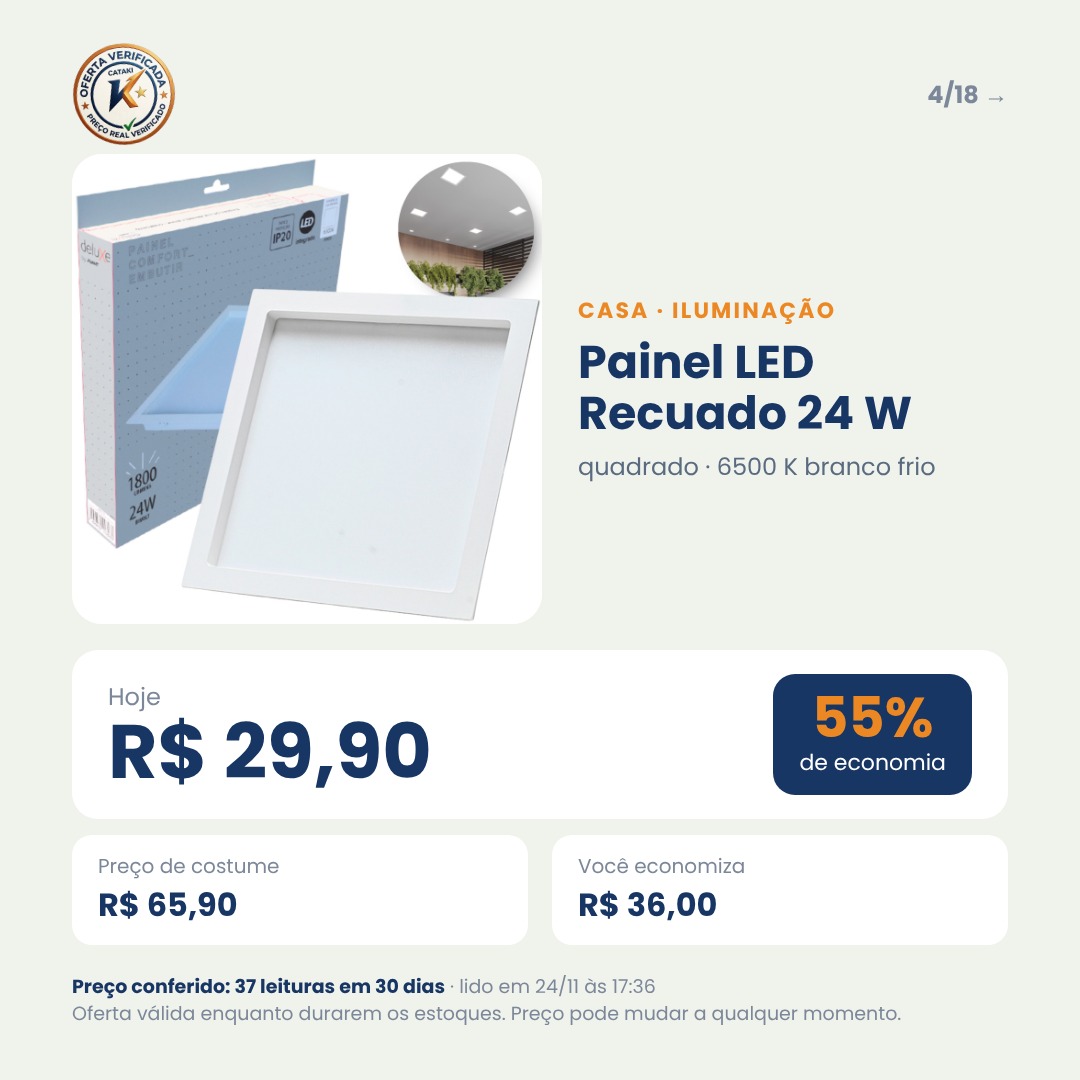 OFERTA VERIFICADA
CATAKI
K
PREÇO REAL VERIFICADO
4/18 →
deluxe
PAINEL
COMFORT
EMBUTIR
IP20
LED
1800
24W
CASA · ILUMINAÇÃO
Painel LED
Recuado 24 W
quadrado · 6500 K branco frio
Hoje
R$ 29,90
55%
de economia
Preço de costume
R$ 65,90
Você economiza
R$ 36,00
Preço conferido: 37 leituras em 30 dias · lido em 24/11 às 17:36
Oferta válida enquanto durarem os estoques. Preço pode mudar a qualquer momento.